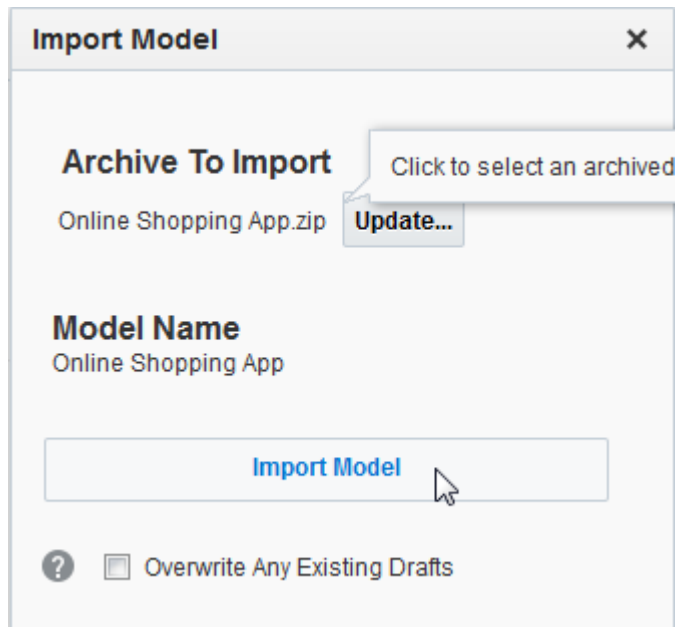 Import Model
Archive To Import
Click to select an archived
Online Shopping App.zip
Update...
Model Name
Online Shopping App
Import Model
Overwrite Any Existing Drafts